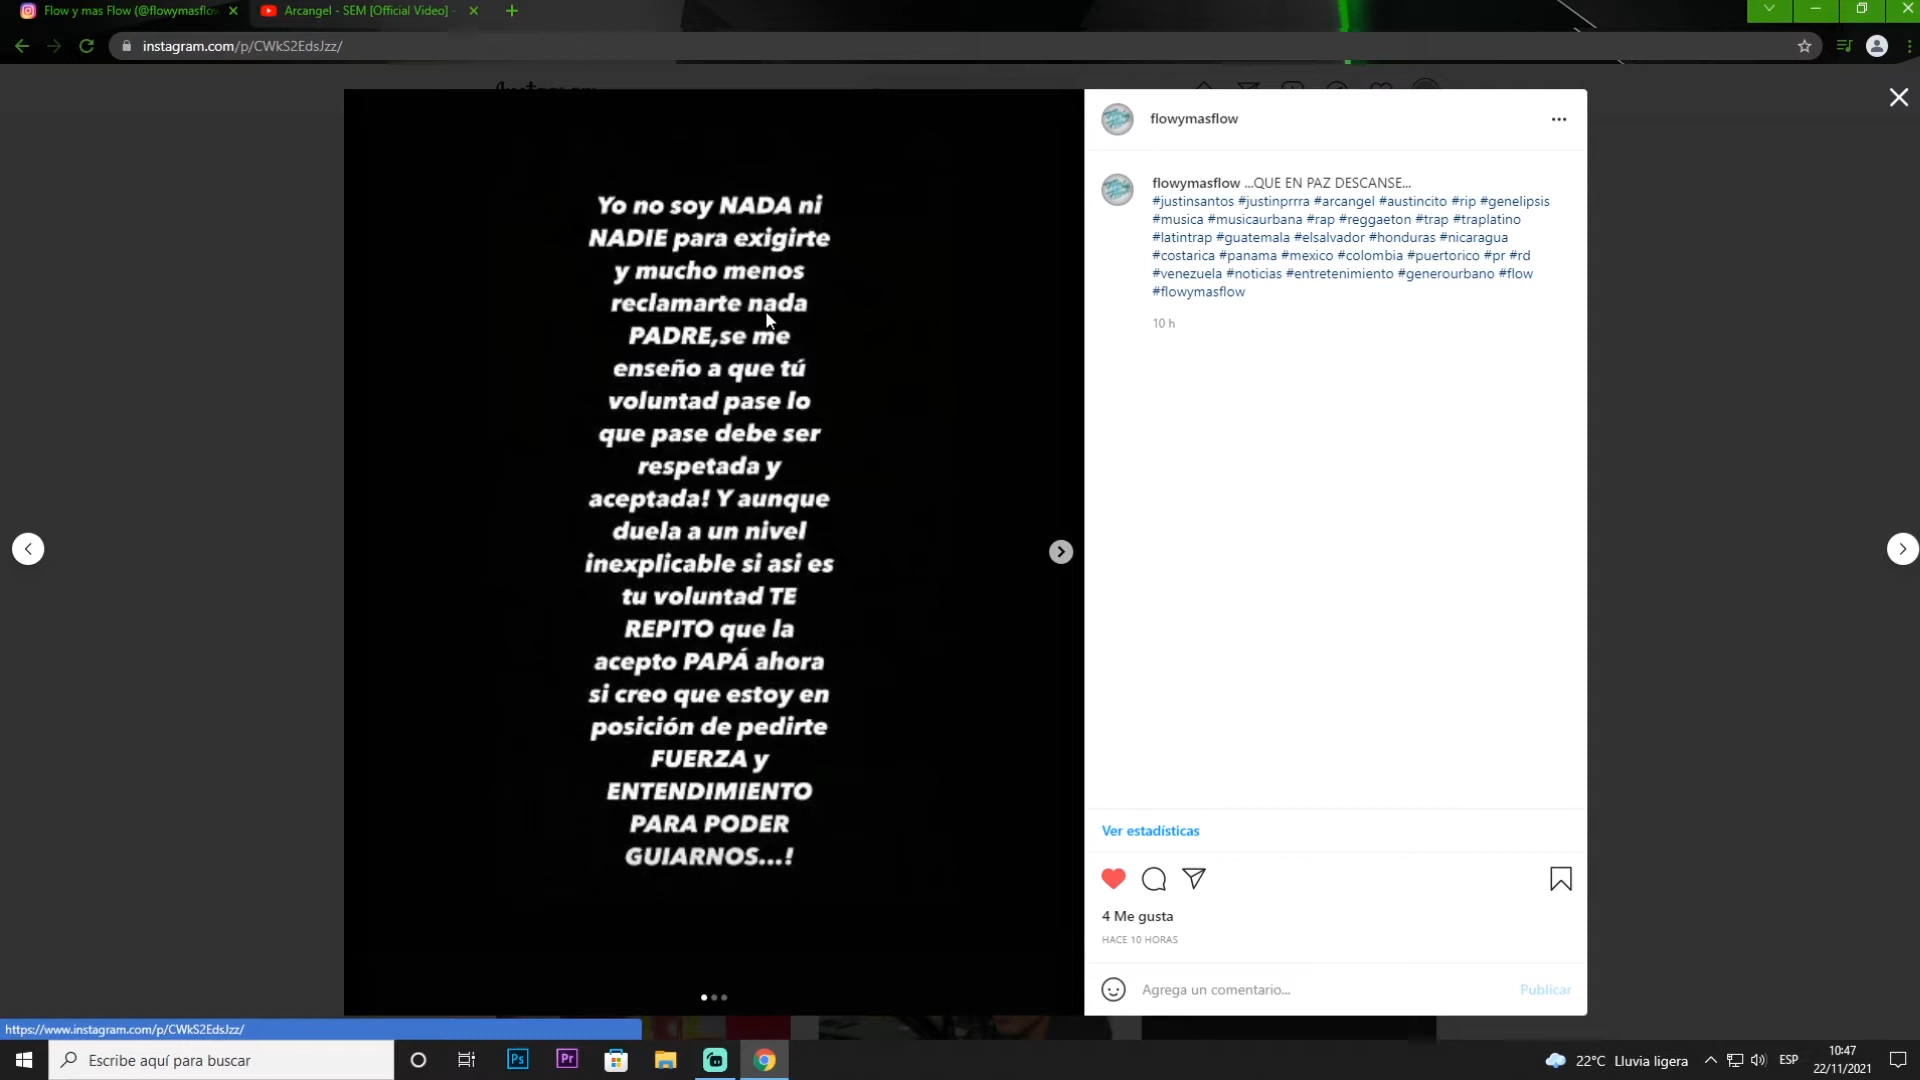 Flow y mas Flow (@flowymasflow
Arcangel - SEM [Official Video] -
instagram.com/p/CWkS2EdsJzz/
Yo no soy NADA ni
NADIE para exigirte
y mucho menos
reclamarte nada
PADRE,se me
enseño a que tú
voluntad pase lo
que pase debe ser
respetada y
aceptada! Y aunque
duela a un nivel
inexplicable si asi es
tu voluntad TE
REPITO que la
acepto PAPÁ ahora
si creo que estoy en
posición de pedirte
FUERZA y
ENTENDIMIENTO
PARA PODER
GUIARNOS...!
flowymasflow
flowymasflow ...QUE EN PAZ DESCANSE...
#justinsantos #justinprrra #arcangel #austincito #rip #genelipsis
#musica #musicaurbana #rap #reggaeton #trap #traplatino
#latintrap #guatemala #elsalvador #honduras #nicaragua
#costarica #panama #mexico #colombia #puertorico #pr #rd
#venezuela #noticias #entretenimiento #generourbano #flow
#flowymasflow
10 h
Ver estadísticas
4 Me gusta
HACE 10 HORAS
Agrega un comentario...
Publicar
https://www.instagram.com/p/CWkS2EdsJzz/
Escribe aquí para buscar
Ps
Pr
22°C Lluvia ligera
ESP
10:47
22/11/2021